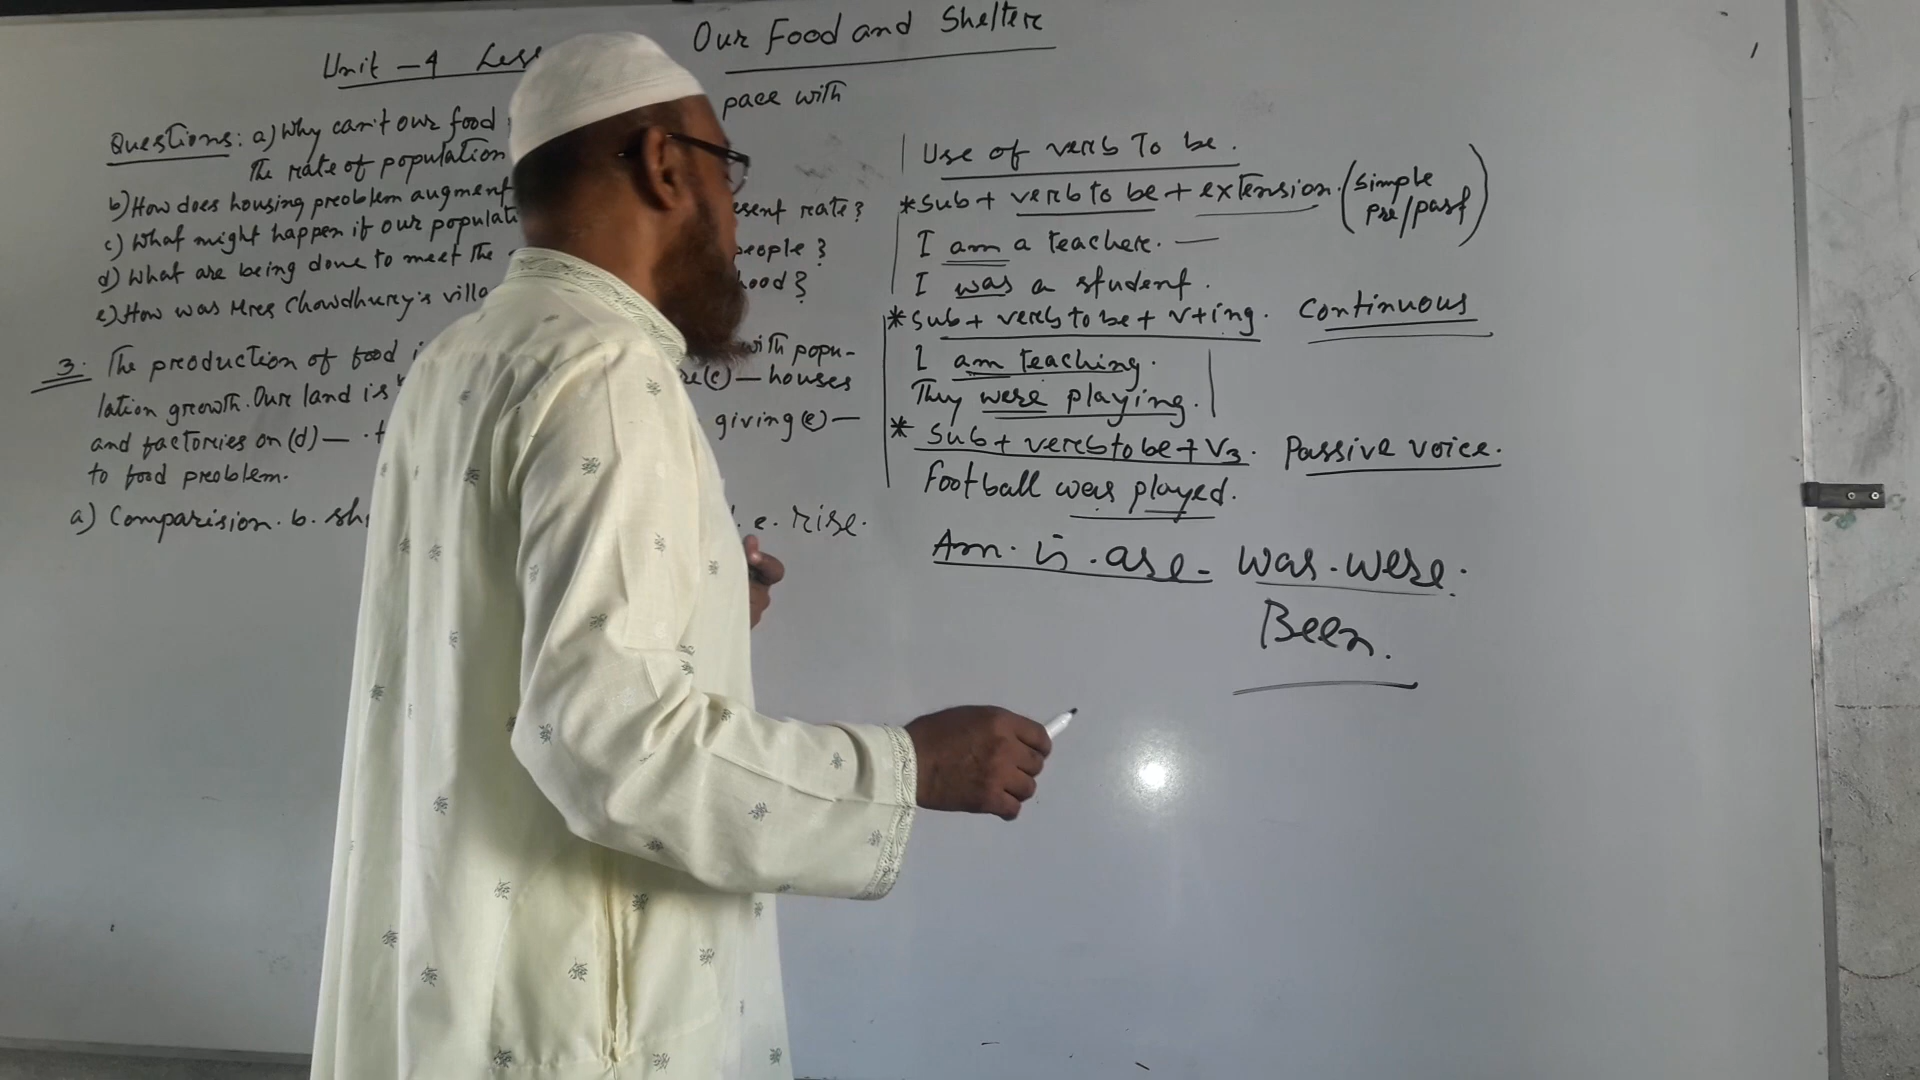 Unit - 4 Less
Our Food and Shelter
Questions: a) Why can't our food
pace with
the rate of population
b) How does housing problem augment
c) What might happen if our populati
esent rate?
d) What are being done to meet the
people?
e) How was Mrs Chowdhury's villa
hood?
3. The production of food i
with popu-
lation growth. Our land is
re (c) — houses
and factories on (d) — . t
giving (e) —
to food problem.
a) Comparision. b. sh
. e. rise.
Use of verb To be.
* Sub + verb to be + extension. (Simple
Pre/past)
I am a teacher. —
I was a student.
* Sub + verb to be + v+ing. Continuous
I am teaching.
They were playing.
* Sub + verb to be + V3. Passive voice.
Football was played.
Am. is. are - was. were.
Been.